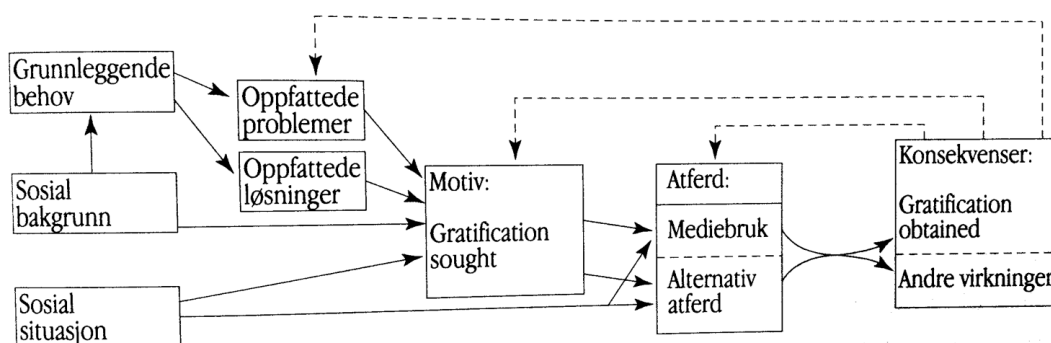 Grunnleggende
behov
Oppfattede
problemer
Oppfattede
løsninger
Sosial
bakgrunn
Sosial
situasjon
Motiv:
Gratification
sought
Atferd:
Mediebruk
Alternativ
atferd
Konsekvenser:
Gratification
obtained
Andre virkninger